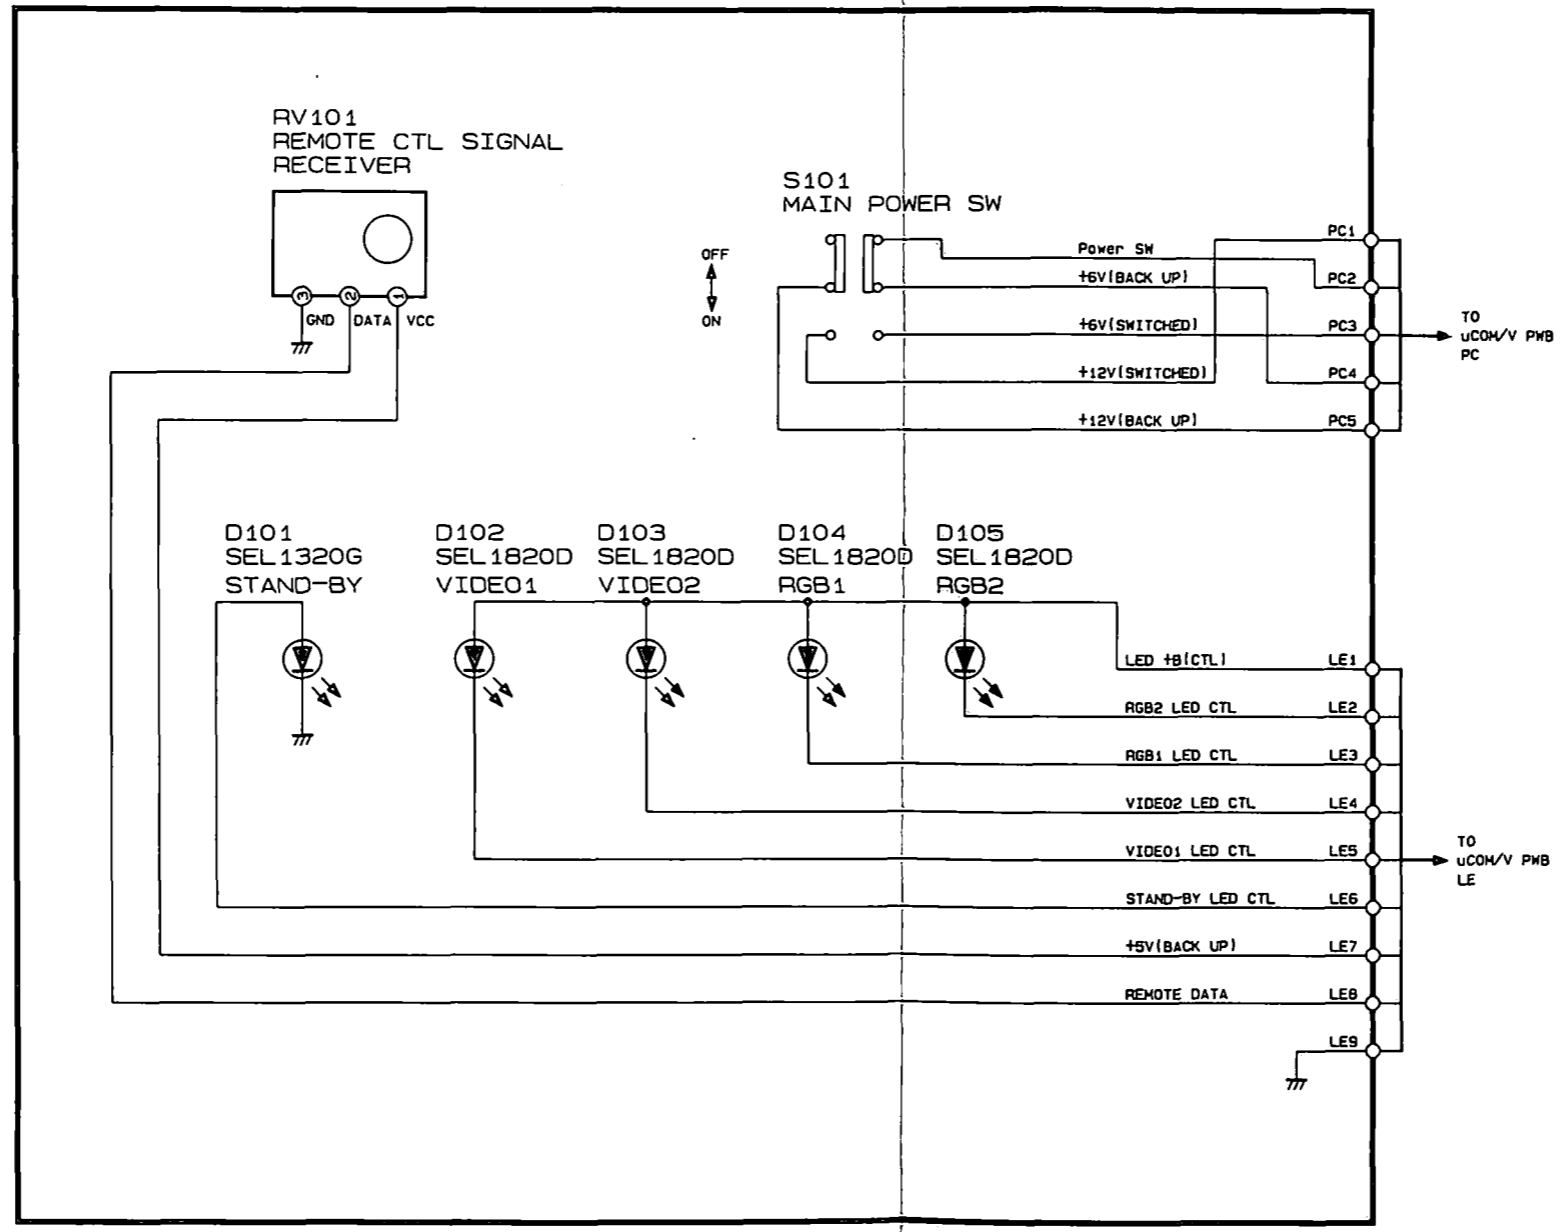 RV101
REMOTE CTL SIGNAL
RECEIVER
3
2
1
GND
DATA
VCC
S101
MAIN POWER SW
OFF
ON
Power SW
+6V(BACK UP)
+6V(SWITCHED)
+12V(SWITCHED)
+12V(BACK UP)
PC1
PC2
PC3
PC4
PC5
TO
uCOM/V PWB
PC
D101
SEL1320G
STAND-BY
D102
SEL1820D
VIDEO1
D103
SEL1820D
VIDEO2
D104
SEL1820D
RGB1
D105
SEL1820D
RGB2
LED +B(CTL)
LE1
RGB2 LED CTL
LE2
RGB1 LED CTL
LE3
VIDEO2 LED CTL
LE4
VIDEO1 LED CTL
LE5
STAND-BY LED CTL
LE6
+5V(BACK UP)
LE7
REMOTE DATA
LE8
LE9
TO
uCOM/V PWB
LE